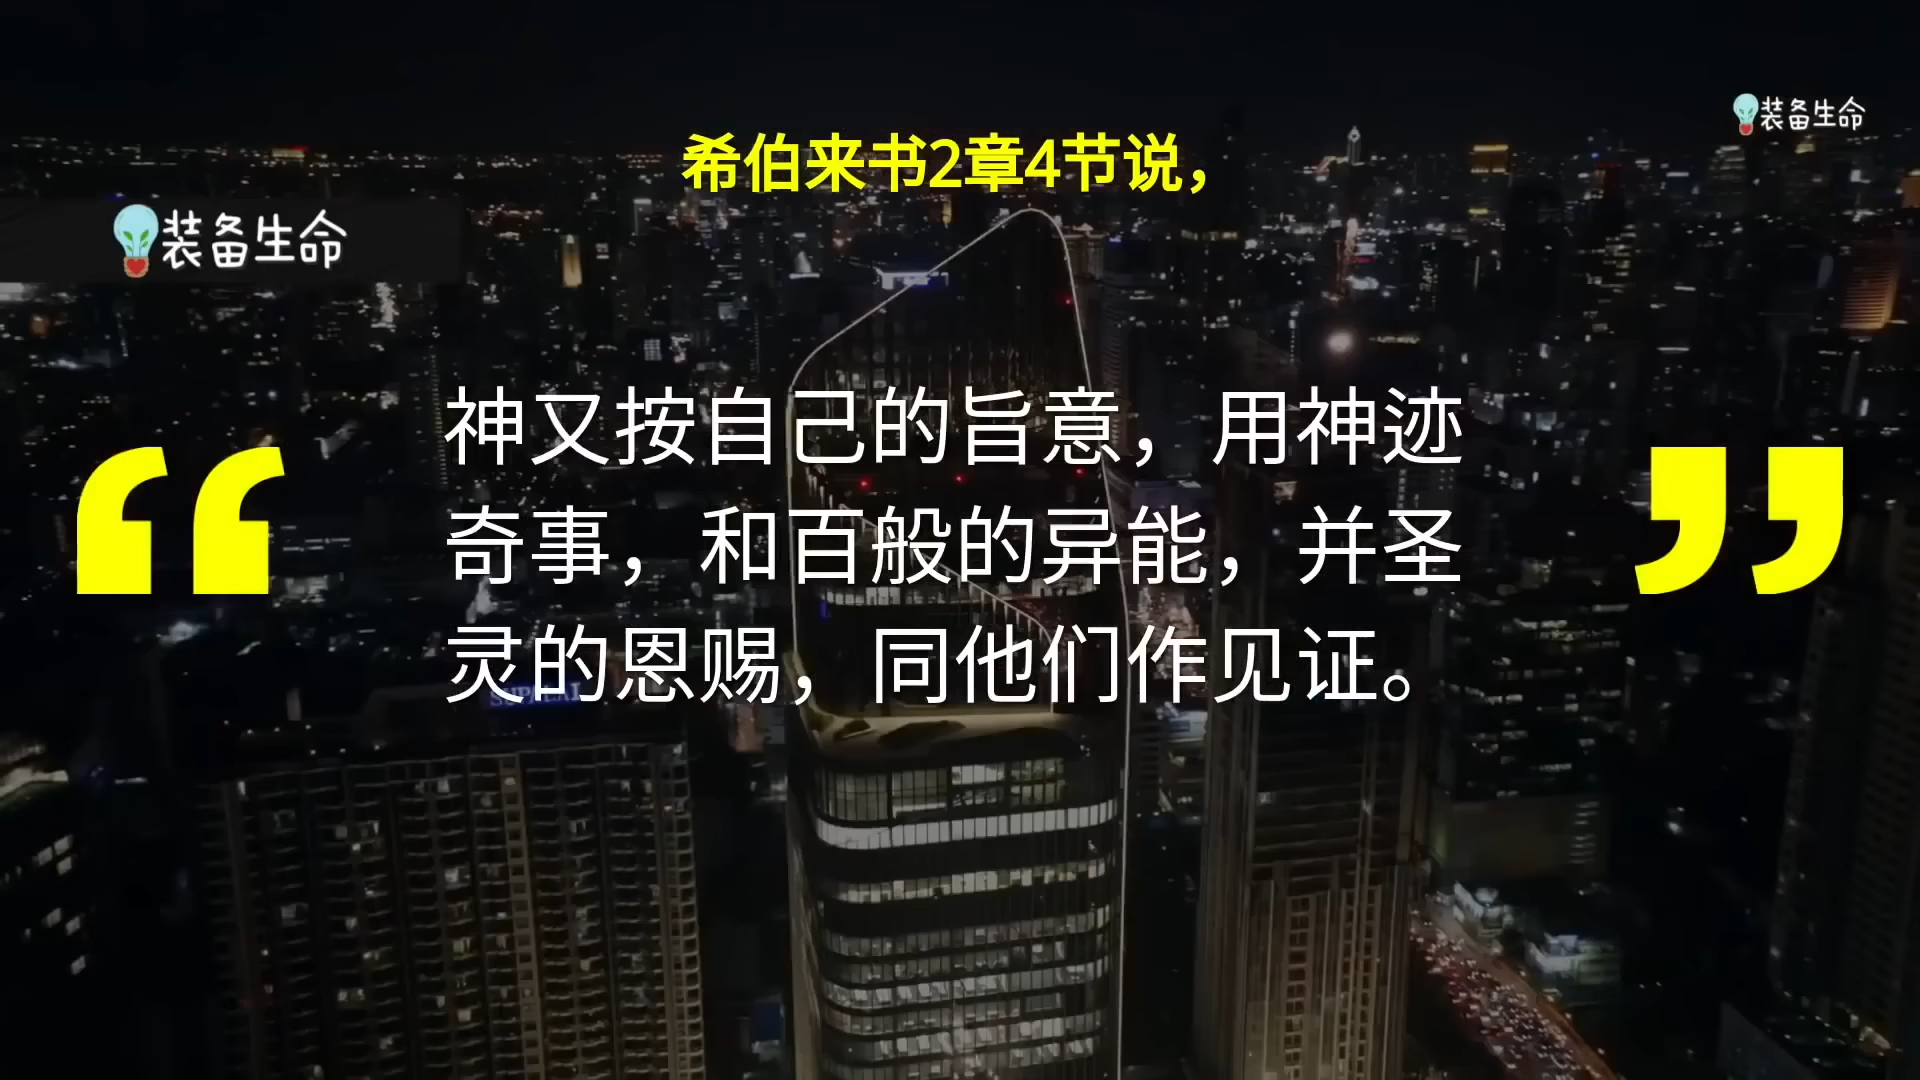 装备生命
希伯来书2章4节说，
装备生命
神又按自己的旨意，用神迹
奇事，和百般的异能，并圣
灵的恩赐，同他们作见证。